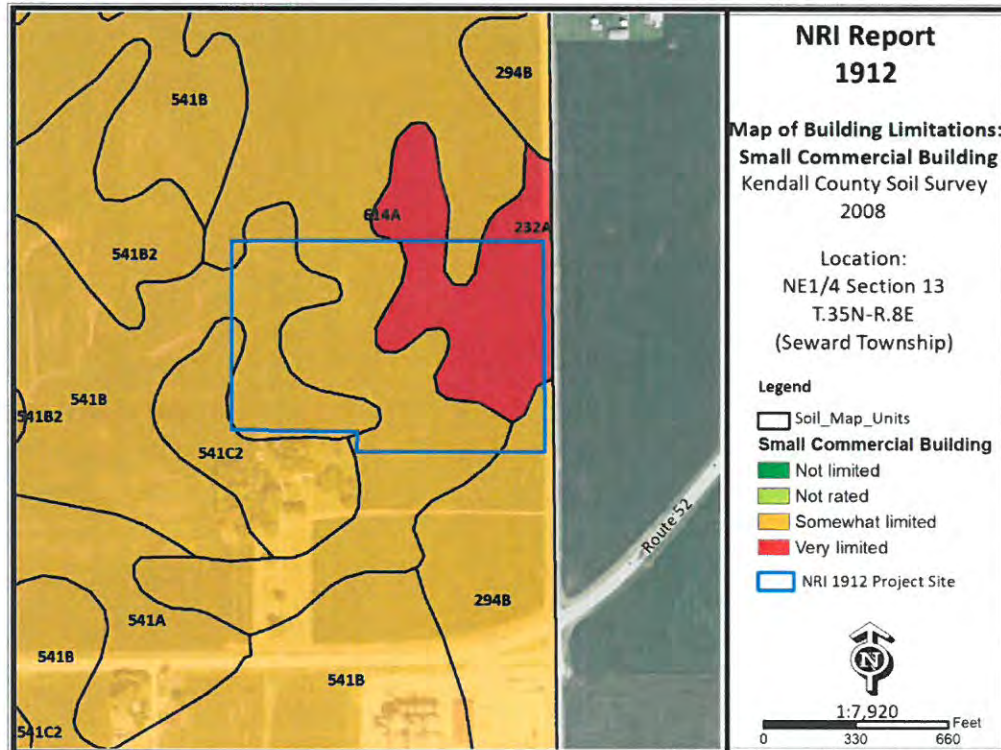 NRI Report
1912
Map of Building Limitations:
Small Commercial Building
Kendall County Soil Survey
2008
Location:
NE1/4 Section 13
T.35N-R.8E
(Seward Township)
Legend
Soil_Map_Units
Small Commercial Building
Not limited
Not rated
Somewhat limited
Very limited
NRI 1912 Project Site
N
1:7,920
Feet
0 330 660
294B
541B
614A
232A
541B2
541B
541B2
541C2
Route 52
294B
541A
541B
541B
541C2